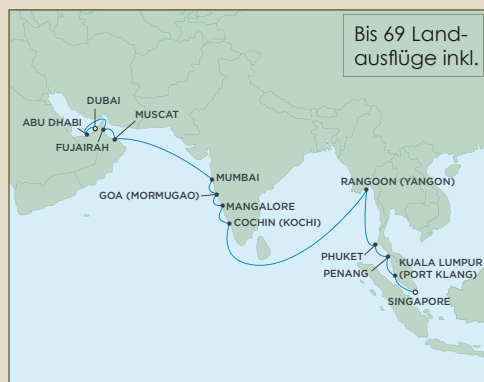 Bis 69 Land-
ausflüge inkl.
DUBAI
ABU DHABI
MUSCAT
FUJAIRAH
MUMBAI
GOA (MORMUGAO)
MANGALORE
COCHIN (KOCHI)
RANGOON (YANGON)
PHUKET
PENANG
KUALA LUMPUR
(PORT KLANG)
SINGAPORE